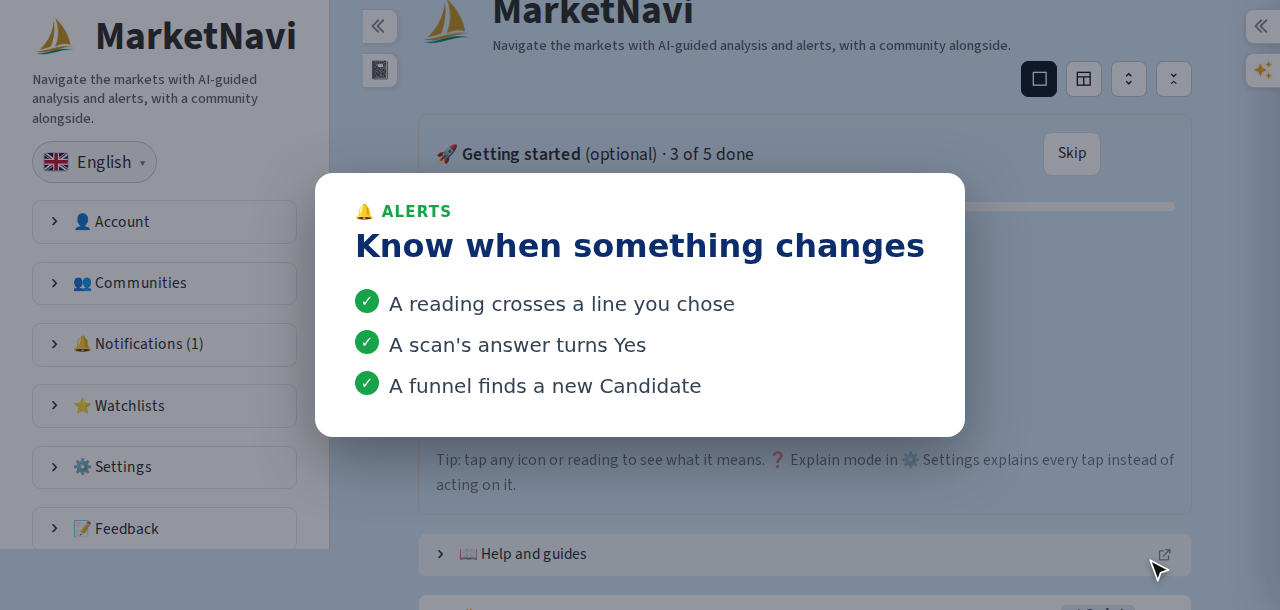 MarketNavi
Navigate the markets with AI-guided
analysis and alerts, with a community
alongside.
English
Account
Communities
Notifications (1)
Watchlists
Settings
Feedback
MarketNavi
Navigate the markets with AI-guided analysis and alerts, with a community alongside.
Getting started (optional) · 3 of 5 done
Skip
ALERTS
Know when something changes
A reading crosses a line you chose
A scan's answer turns Yes
A funnel finds a new Candidate
Tip: tap any icon or reading to see what it means. ❓ Explain mode in ⚙️ Settings explains every tap instead of
acting on it.
Help and guides